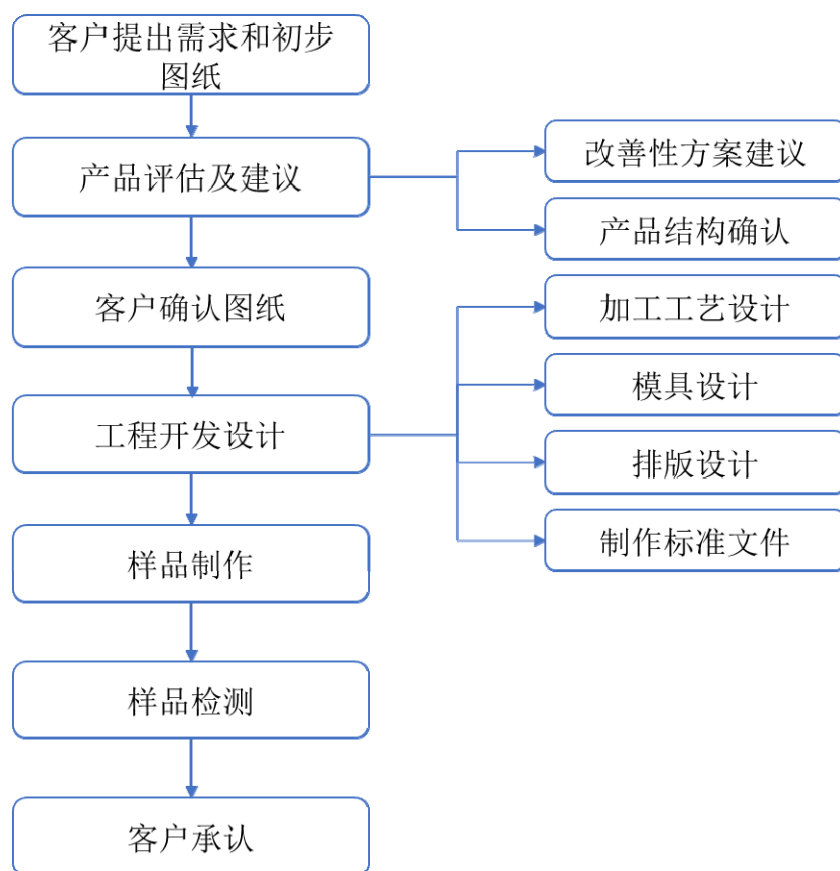 客户提出需求和初步
图纸
产品评估及建议
改善性方案建议
产品结构确认
客户确认图纸
工程开发设计
加工工艺设计
模具设计
排版设计
制作标准文件
样品制作
样品检测
客户承认